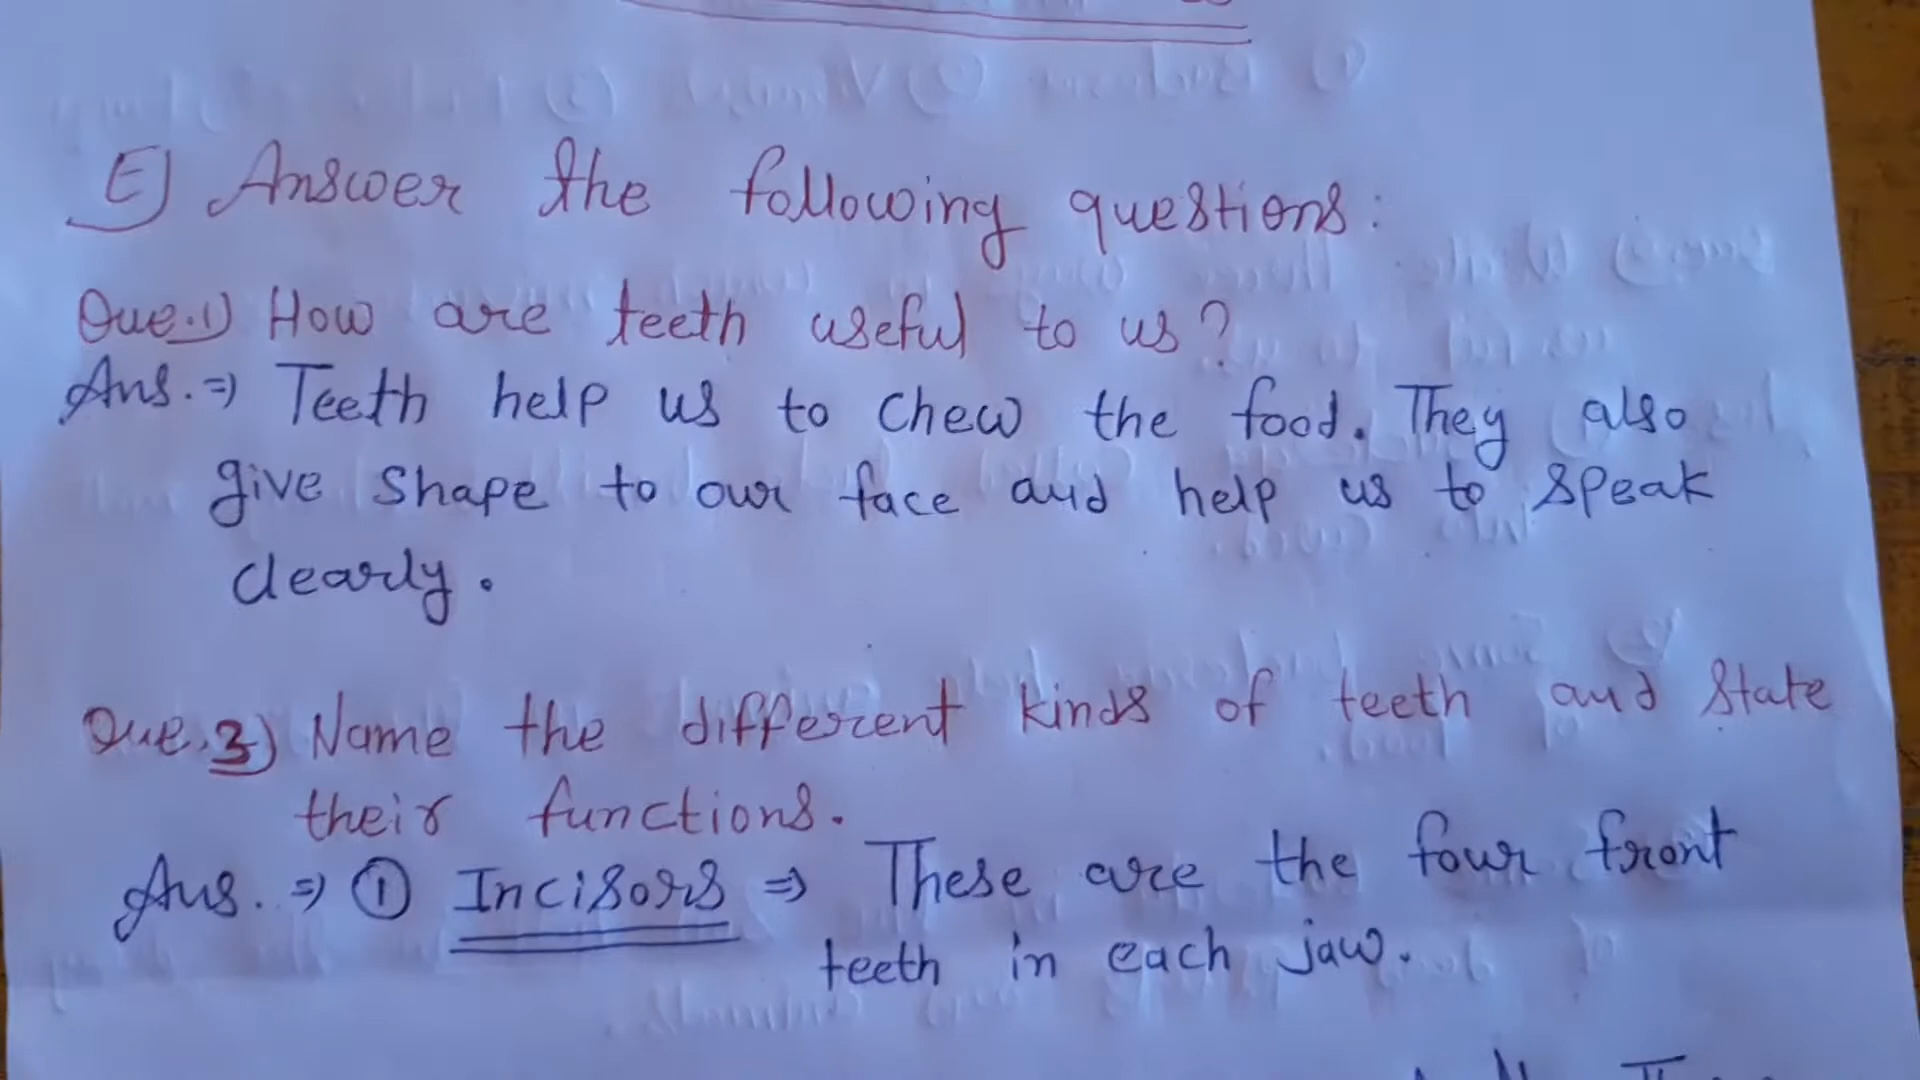 E) Answer the following questions:
Que.1) How are teeth useful to us?
Ans. ⇒ Teeth help us to chew the food. They also
give shape to our face and help us to speak
clearly.
Que.3) Name the different kinds of teeth and state
their functions.
Ans. ⇒ ① Incisors ⇒ These are the four front
teeth in each jaw.